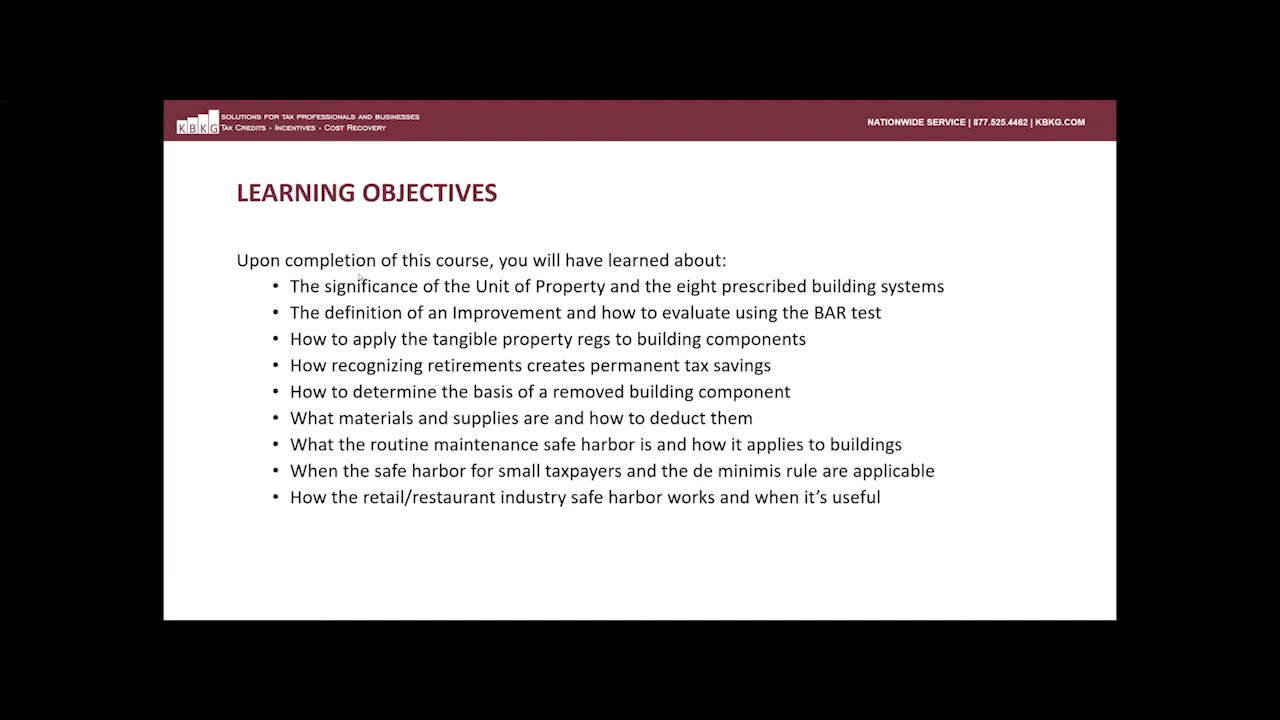 KBKG
SOLUTIONS FOR TAX PROFESSIONALS AND BUSINESSES
TAX CREDITS - INCENTIVES - COST RECOVERY
NATIONWIDE SERVICE | 877.525.4462 | KBKG.COM
LEARNING OBJECTIVES
Upon completion of this course, you will have learned about:
• The significance of the Unit of Property and the eight prescribed building systems
• The definition of an Improvement and how to evaluate using the BAR test
• How to apply the tangible property regs to building components
• How recognizing retirements creates permanent tax savings
• How to determine the basis of a removed building component
• What materials and supplies are and how to deduct them
• What the routine maintenance safe harbor is and how it applies to buildings
• When the safe harbor for small taxpayers and the de minimis rule are applicable
• How the retail/restaurant industry safe harbor works and when it’s useful